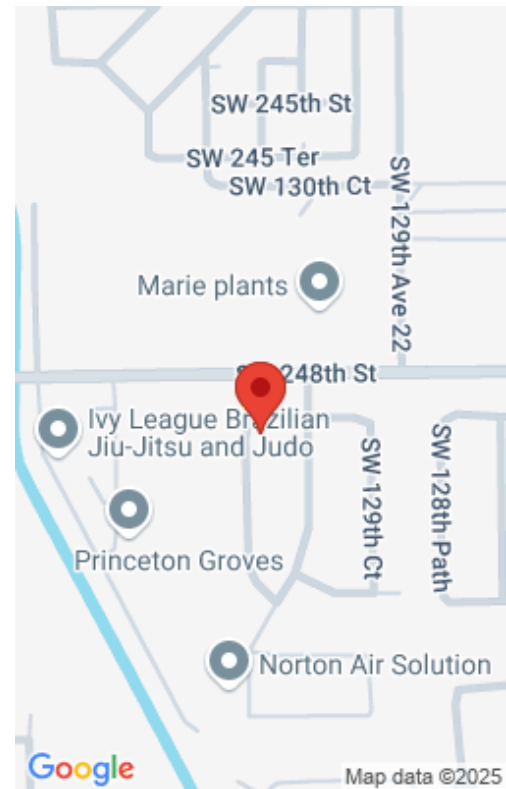 SW 245th St
SW 245 Ter
SW 130th Ct
SW 129th Ave 22
Marie plants
248th St
Ivy League Brazilian
Jiu-Jitsu and Judo
SW 129th Ct
SW 128th Path
Princeton Groves
Norton Air Solution
Google
Map data ©2025